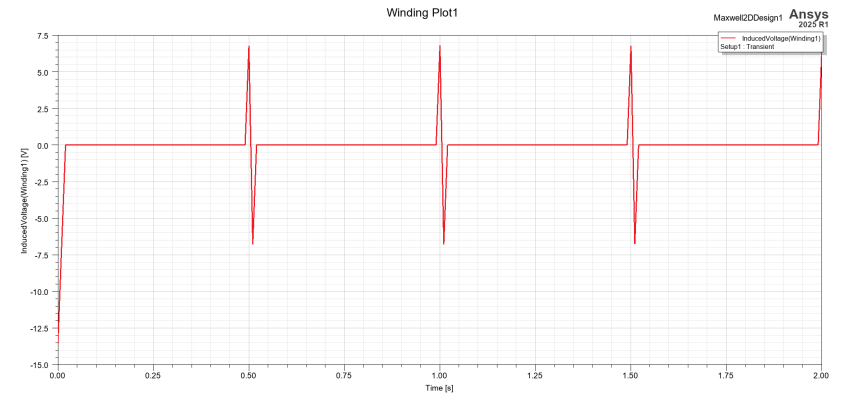 Winding Plot1
Maxwell2DDesign1 Ansys
2025 R1
InducedVoltage(Winding1)
Setup1 : Transient
InducedVoltage(Winding1) [V]
7.5
5.0
2.5
0.0
-2.5
-5.0
-7.5
-10.0
-12.5
-15.0
0.00 0.25 0.50 0.75 1.00 1.25 1.50 1.75 2.00
Time [s]